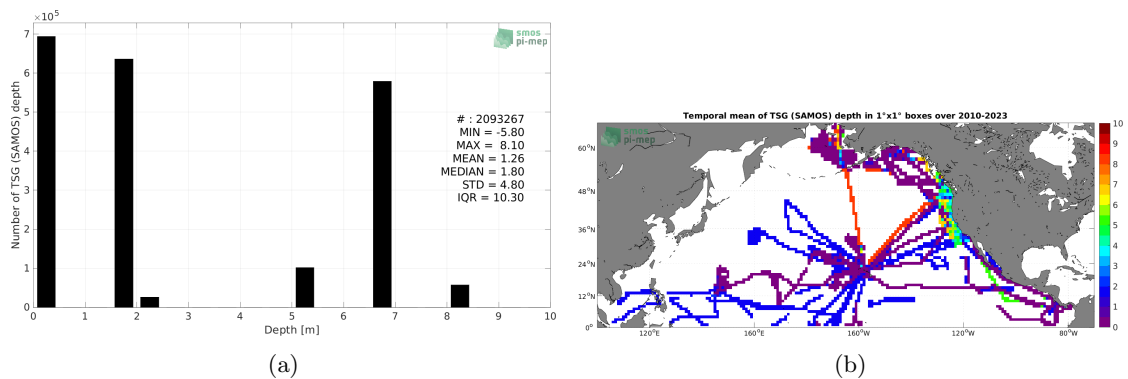 ×10⁵
7
6
5
4
3
2
1
0
Number of TSG (SAMOS) depth
smos
pi-mep
# : 2093267
MIN = -5.80
MAX = 8.10
MEAN = 1.26
MEDIAN = 1.80
STD = 4.80
IQR = 10.30
0 1 2 3 4 5 6 7 8 9 10
Depth [m]
(a)
Temporal mean of TSG (SAMOS) depth in 1°x1° boxes over 2010-2023
smos
pi-mep
60°N
48°N
36°N
24°N
12°N
0°
120°E 160°E 160°W 120°W 80°W
10
9
8
7
6
5
4
3
2
1
0
(b)